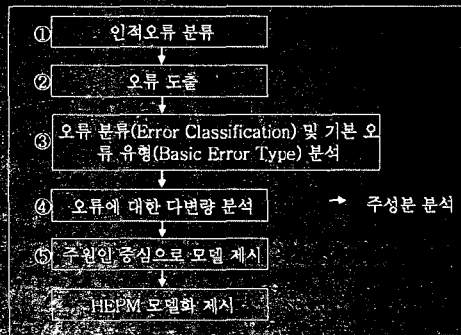 ① 인적오류 분류
② 오류 도출
③ 오류 분류(Error Classification) 및 기본 오
류 유형(Basic Error Type) 분석
④ 오류에 대한 다변량 분석 → 주성분 분석
⑤ 주원인 중심으로 모델 제시
HEPM 모델화 제시